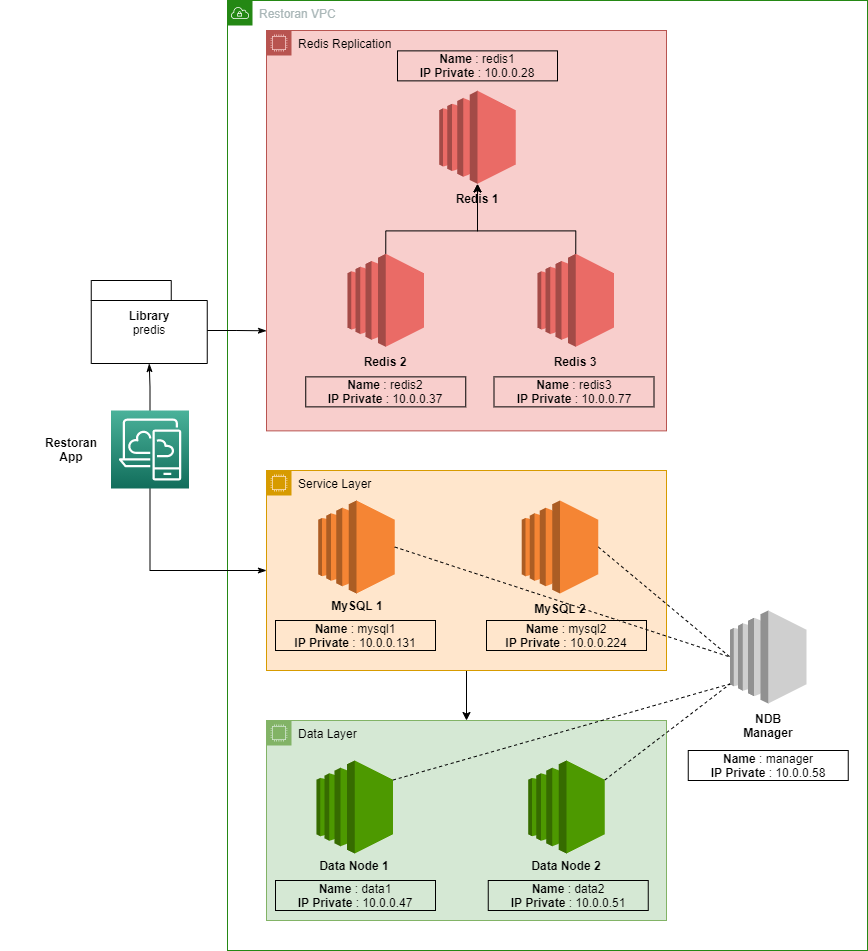 Restoran VPC
Redis Replication
Name : redis1
IP Private : 10.0.0.28
Redis 1
Redis 2
Name : redis2
IP Private : 10.0.0.37
Redis 3
Name : redis3
IP Private : 10.0.0.77
Library
predis
Restoran
App
Service Layer
MySQL 1
Name : mysql1
IP Private : 10.0.0.131
MySQL 2
Name : mysql2
IP Private : 10.0.0.224
NDB
Manager
Name : manager
IP Private : 10.0.0.58
Data Layer
Data Node 1
Name : data1
IP Private : 10.0.0.47
Data Node 2
Name : data2
IP Private : 10.0.0.51